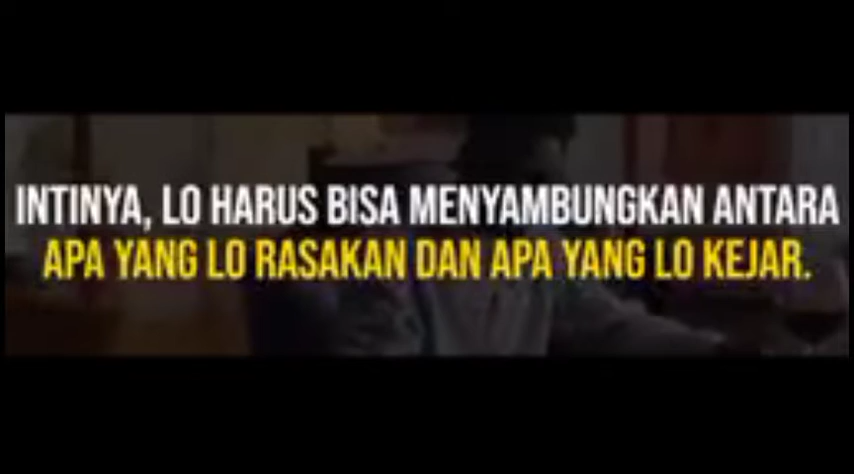 INTINYA, LO HARUS BISA MENYAMBUNGKAN ANTARA
APA YANG LO RASAKAN DAN APA YANG LO KEJAR.